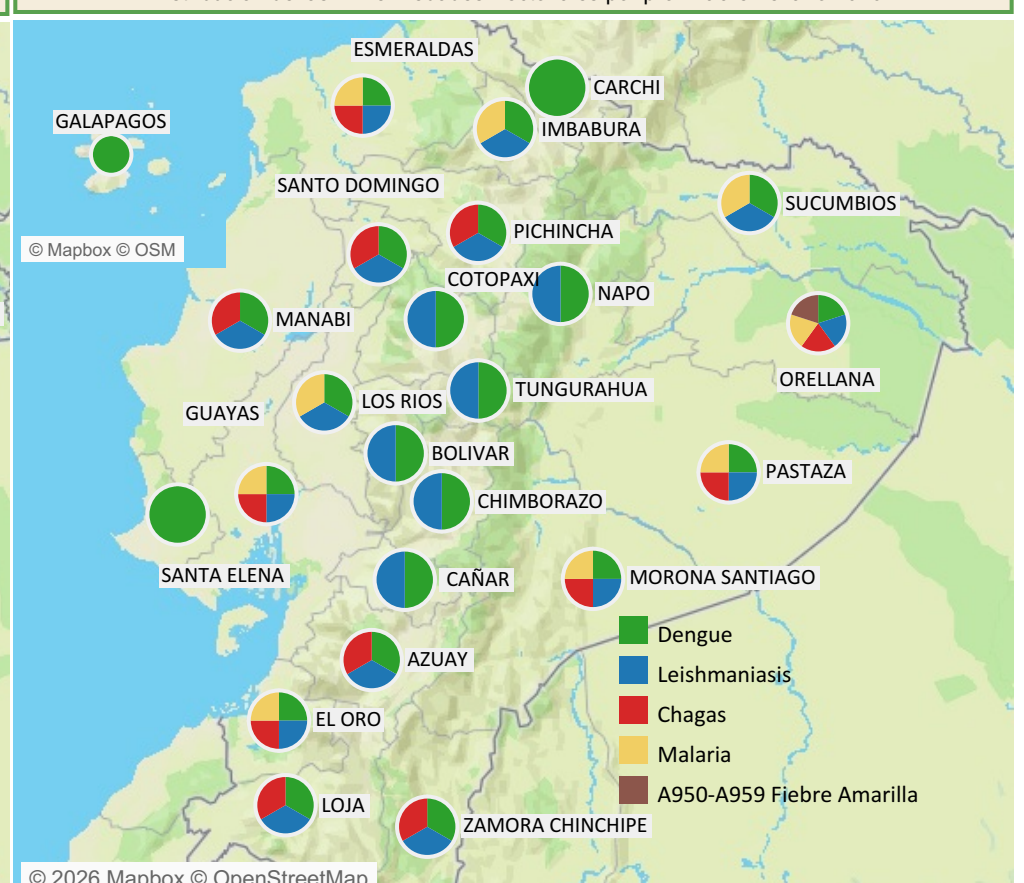 ESMERALDAS
CARCHI
GALAPAGOS
IMBABURA
SANTO DOMINGO
SUCUMBIOS
PICHINCHA
© Mapbox © OSM
COTOPAXI
NAPO
MANABI
ORELLANA
TUNGURAHUA
LOS RIOS
GUAYAS
BOLIVAR
PASTAZA
CHIMBORAZO
SANTA ELENA
CAÑAR
MORONA SANTIAGO
Dengue
AZUAY
Leishmaniasis
Chagas
EL ORO
Malaria
A950-A959 Fiebre Amarilla
LOJA
ZAMORA CHINCHIPE
© 2026 Mapbox © OpenStreetMap